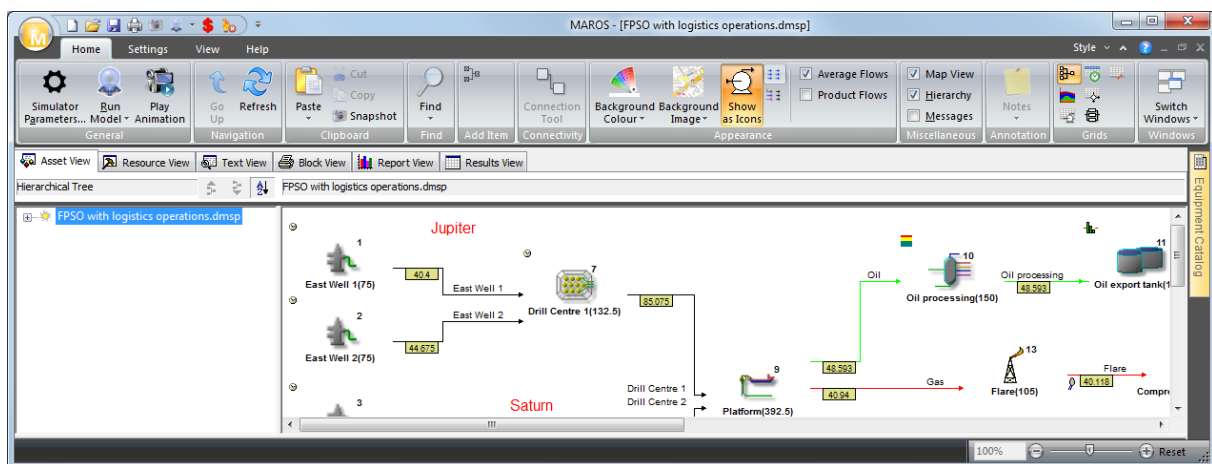 MAROS - [FPSO with logistics operations.dmsp]
Home Settings View Help Style
Simulator Parameters... Run Model Play Animation
General
Go Up Refresh
Navigation
Paste Cut Copy Snapshot
Clipboard
Find
Find
Add Item
Connection Tool
Connectivity
Background Colour Background Image Show as Icons Average Flows Product Flows
Appearance
Map View Hierarchy Messages
Miscellaneous
Notes
Annotation
Grids
Switch Windows
Windows
Asset View Resource View Text View Block View Report View Results View
Hierarchical Tree FPSO with logistics operations.dmsp
Equipment Catalog
FPSO with logistics operations.dmsp
Jupiter
1
East Well 1(75)
40.4
East Well 1
2
East Well 2(75)
44.675
East Well 2
7
Drill Centre 1(132.5)
85.075
3
Saturn
Drill Centre 1
Drill Centre 2
9
Platform(392.5)
48.593
40.94
Oil
Gas
10
Oil processing(150)
Oil processing
48.593
11
Oil export tank(1
13
Flare(105)
Flare
40.118
Compr
100% Reset